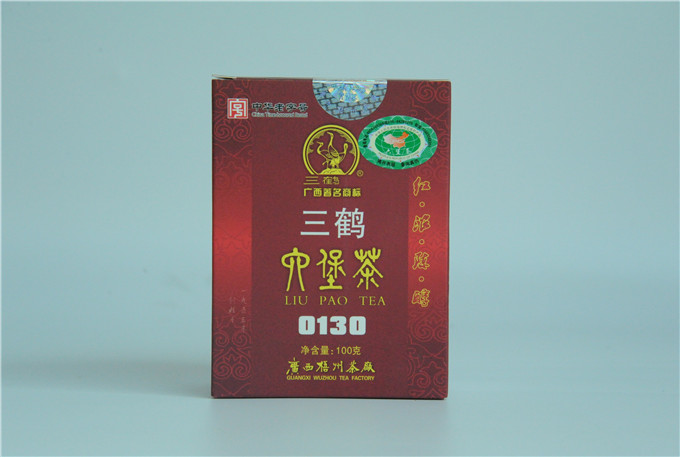 中华老字号
China Time-honored Brand
三鹤
®
广西著名商标
三鹤
六堡茶
LIU PAO TEA
0130
净含量:100克
广西梧州茶厂
GUANGXI WUZHOU TEA FACTORY
红·浓·陈·醇